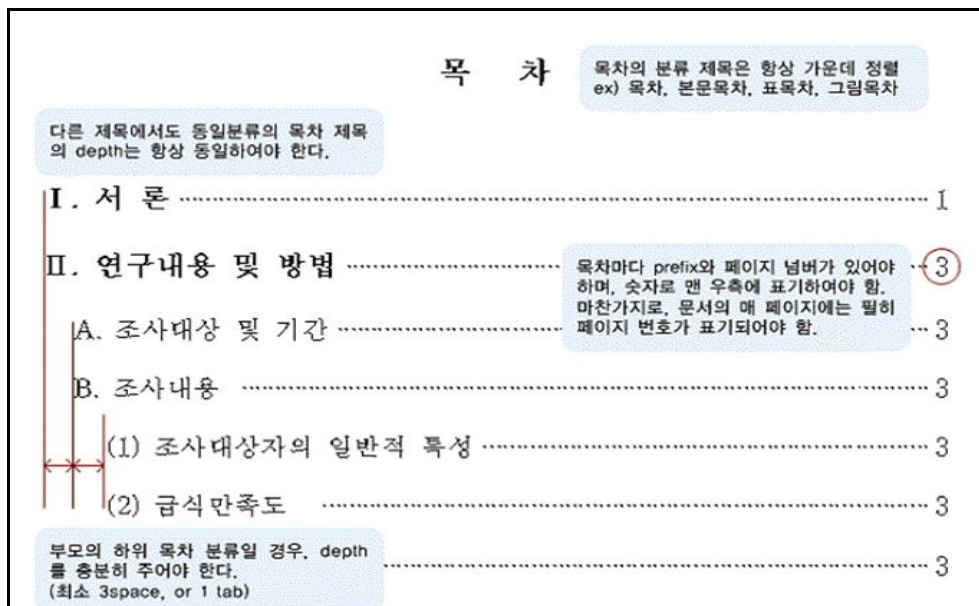 목 차
목차의 분류 제목은 항상 가운데 정렬
ex) 목차, 본문목차, 표목차, 그림목차
다른 제목에서도 동일분류의 목차 제목
의 depth는 항상 동일하여야 한다.
Ⅰ. 서 론 ······ 1
Ⅱ. 연구내용 및 방법 ······ 3
목차마다 prefix와 페이지 넘버가 있어야
하며, 숫자로 맨 우측에 표기하여야 함.
마찬가지로, 문서의 매 페이지에는 필히
페이지 번호가 표기되어야 함.
A. 조사대상 및 기간 ······ 3
B. 조사내용 ······ 3
(1) 조사대상자의 일반적 특성 ······ 3
(2) 급식만족도 ······ 3
부모의 하위 목차 분류일 경우, depth
를 충분히 주어야 한다.
(최소 3space, or 1 tab)
······ 3